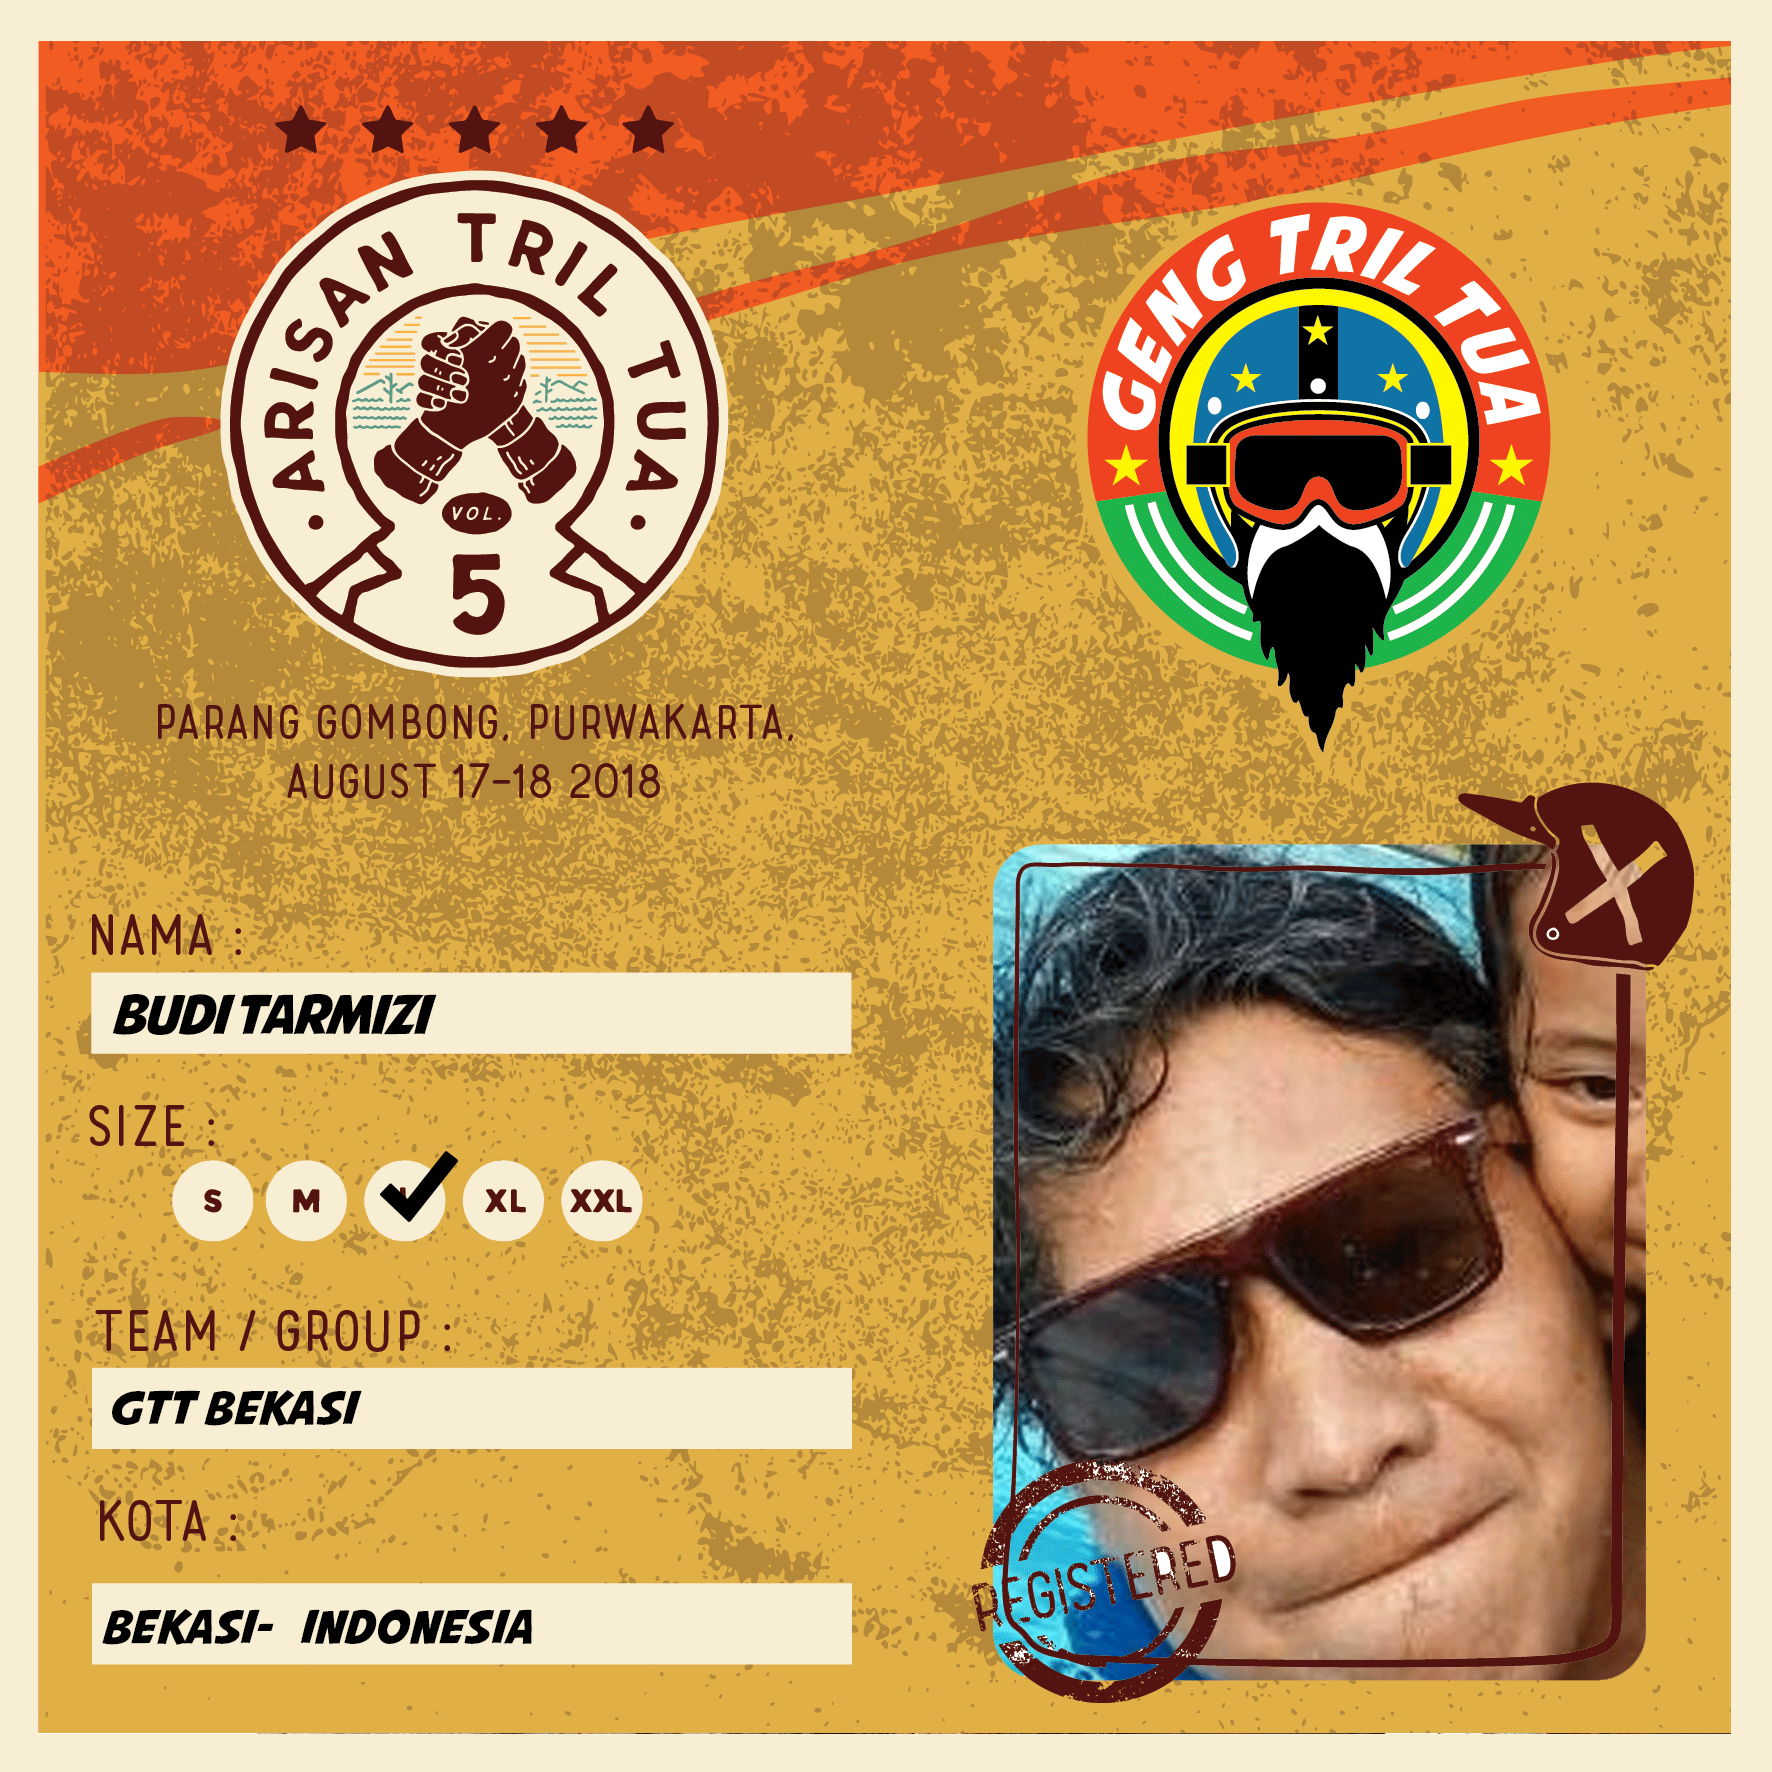 ARISAN TRIL TUA
VOL.
5
GENG TRIL TUA
PARANG GOMBONG, PURWAKARTA,
AUGUST 17-18 2018
NAMA :
BUDI TARMIZI
SIZE :
S M XL XXL
TEAM / GROUP :
GTT BEKASI
KOTA :
BEKASI- INDONESIA
REGISTERED